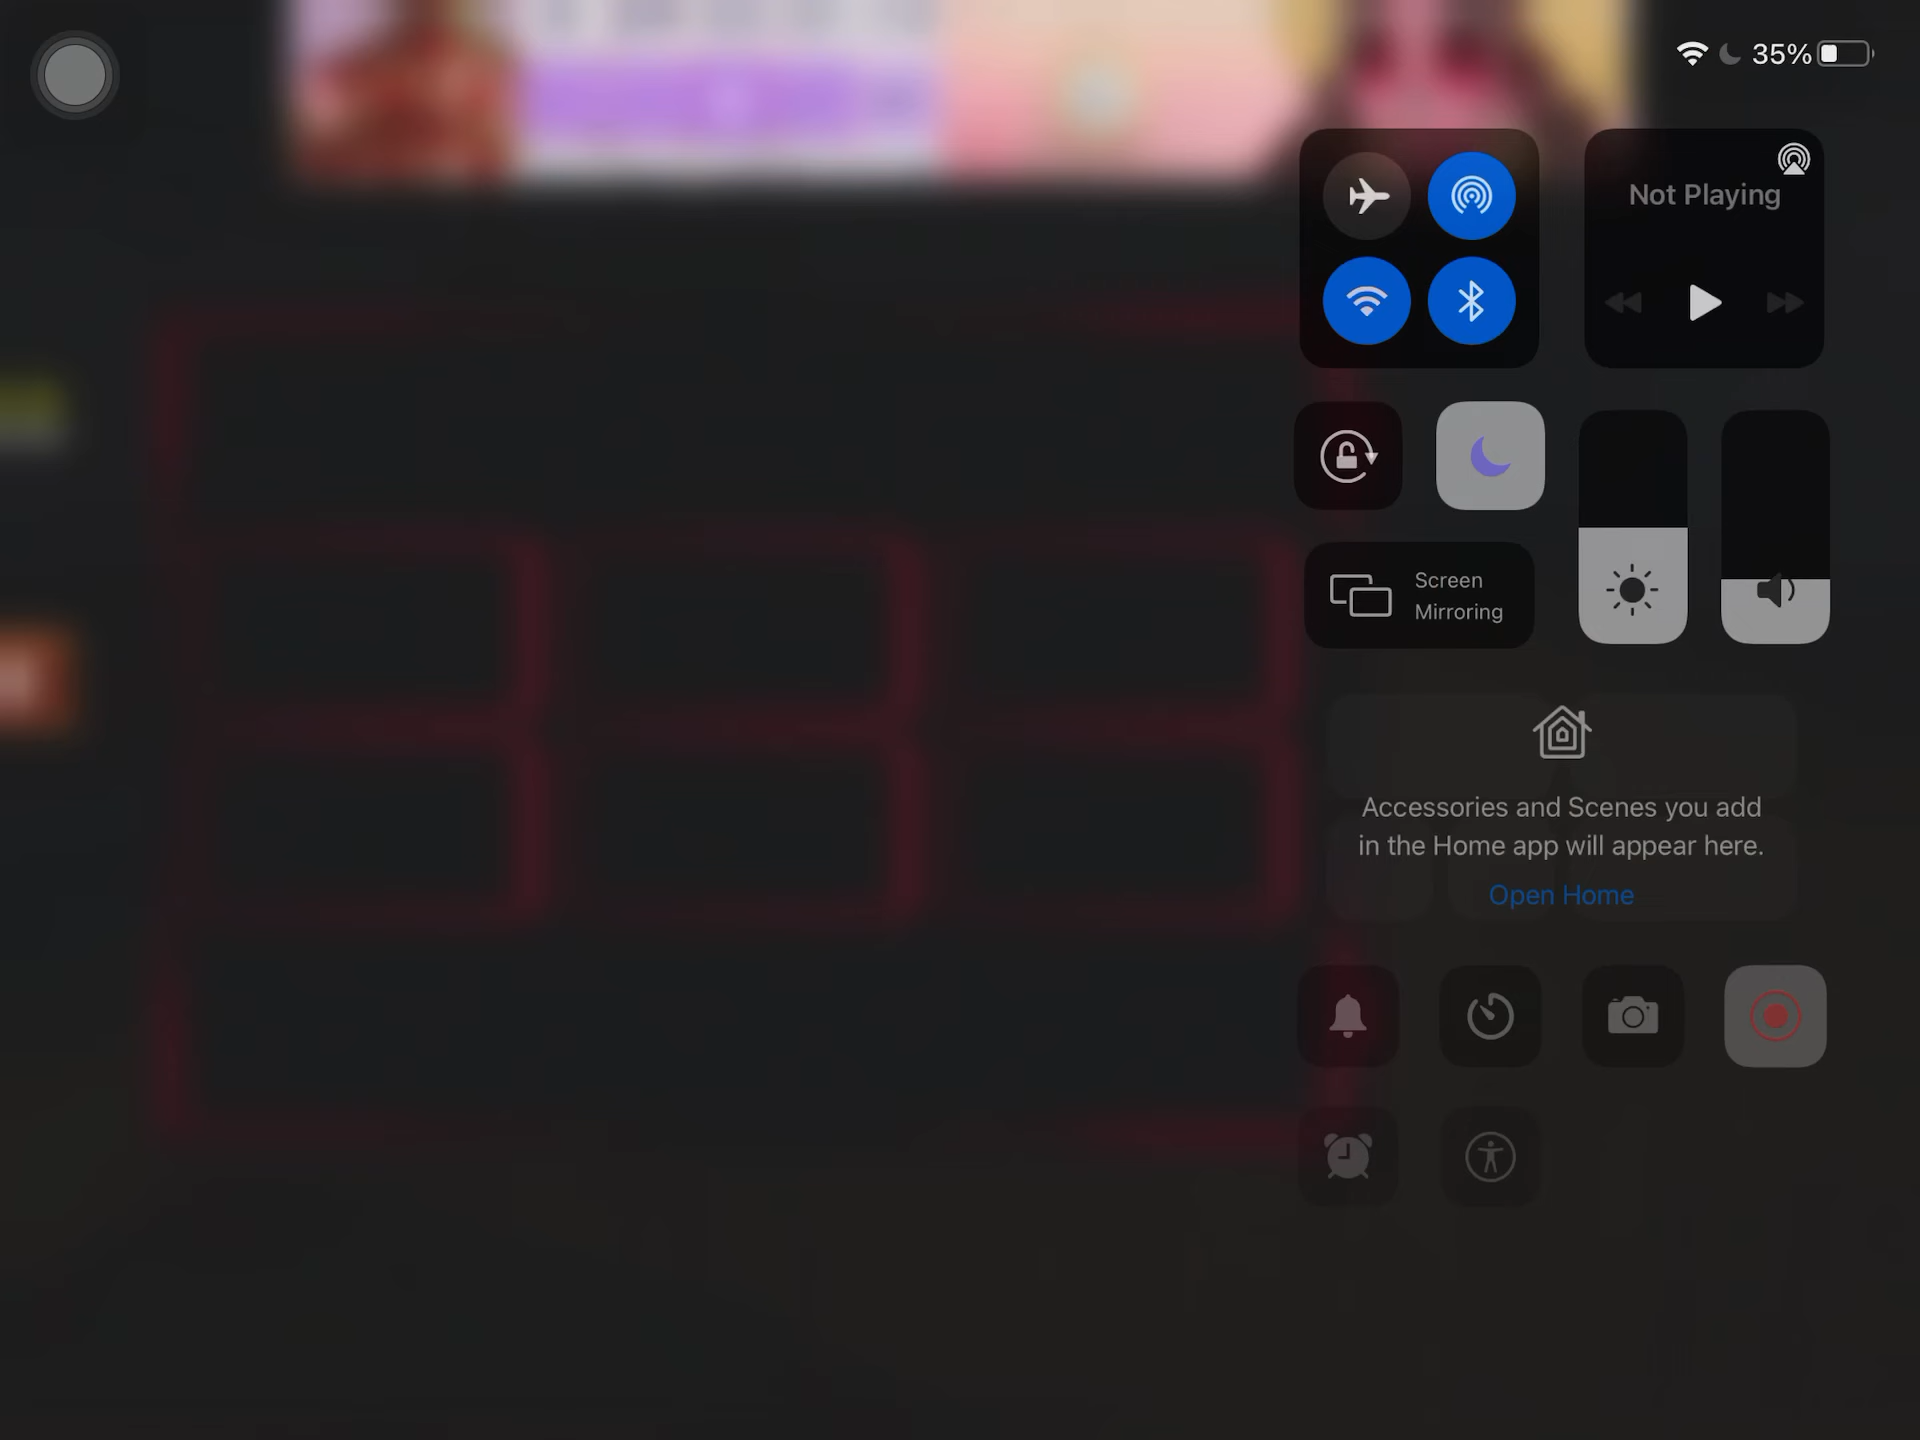 35%
Not Playing
Screen
Mirroring
Accessories and Scenes you add
in the Home app will appear here.
Open Home